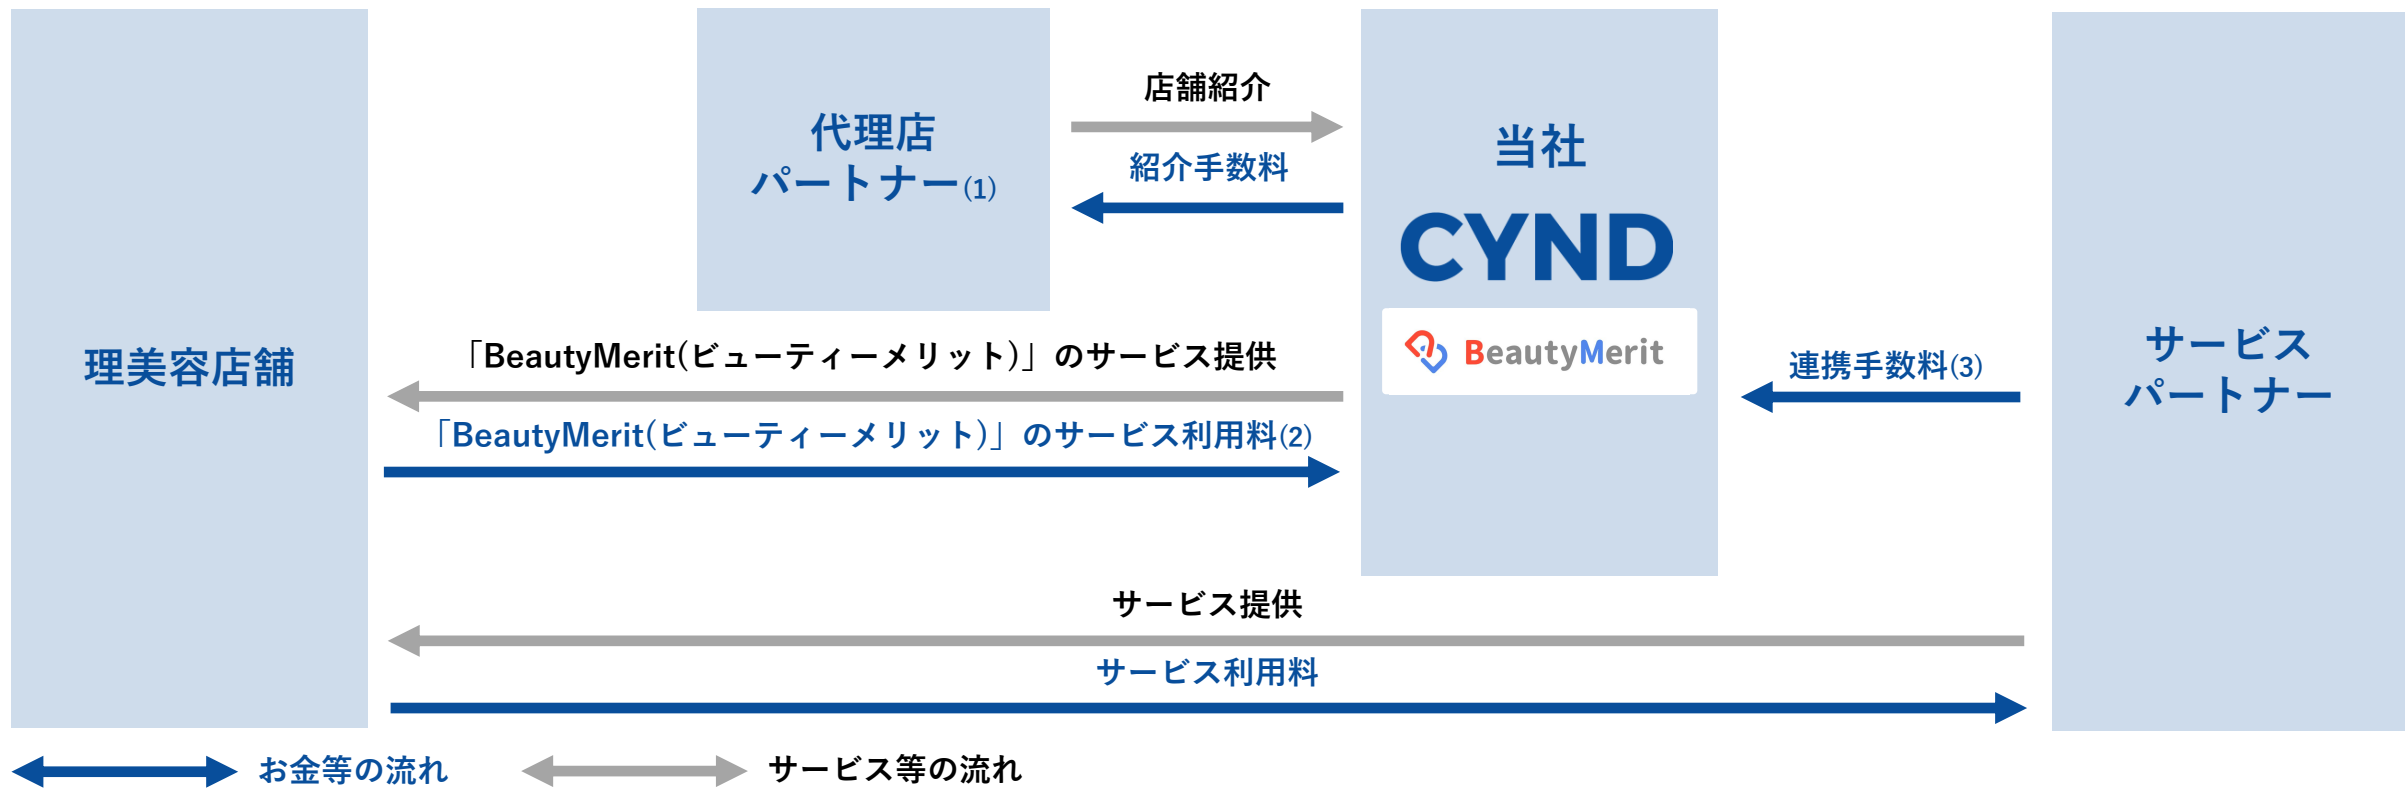 理美容店舗
代理店
パートナー(1)
店舗紹介
紹介手数料
当社
CYND
BeautyMerit
「BeautyMerit(ビューティーメリット)」のサービス提供
「BeautyMerit(ビューティーメリット)」のサービス利用料(2)
連携手数料(3)
サービス
パートナー
サービス提供
サービス利用料
お金等の流れ
サービス等の流れ